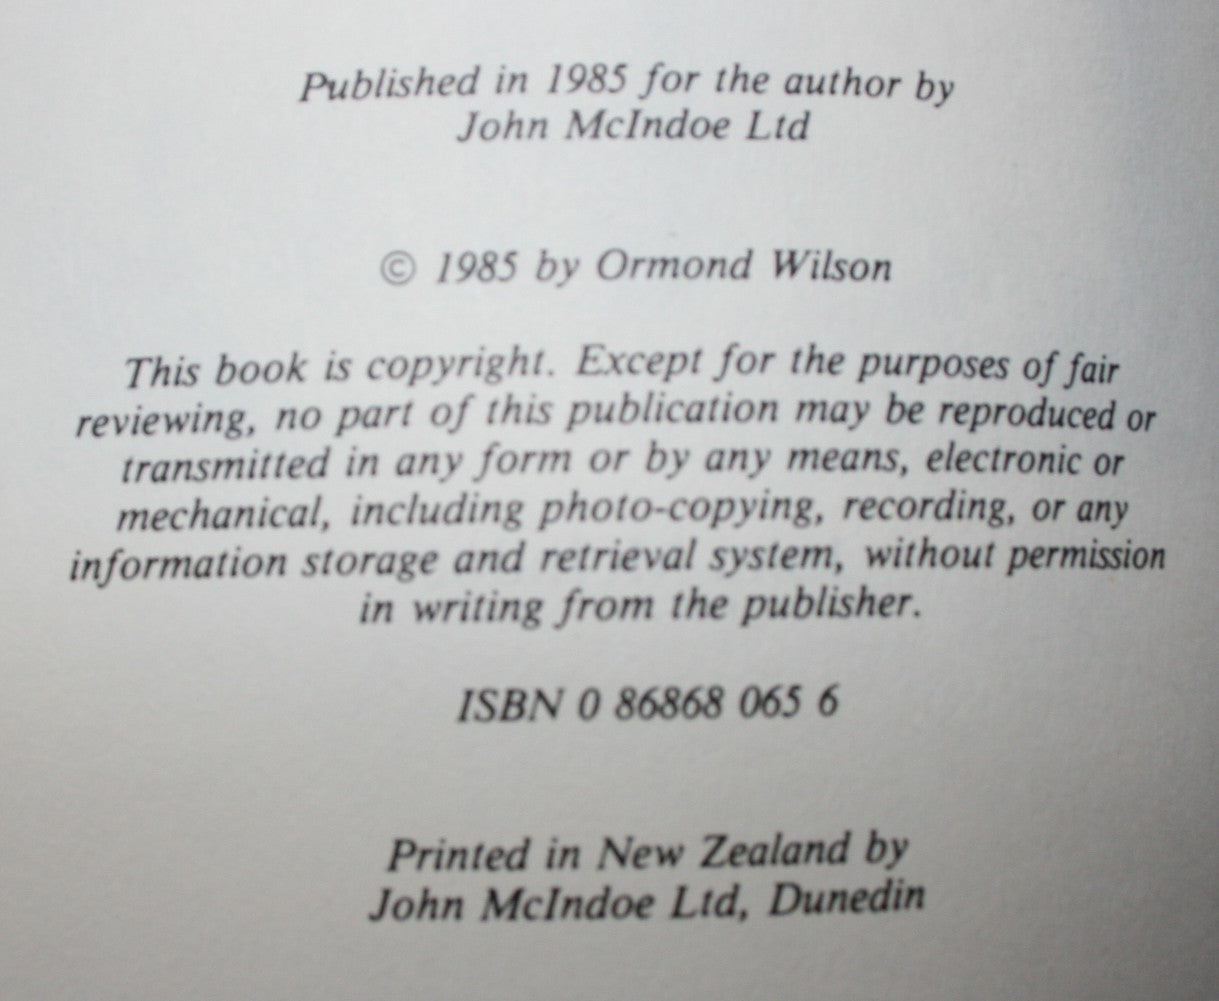 Published in 1985 for the author by
John McIndoe Ltd
© 1985 by Ormond Wilson
This book is copyright. Except for the purposes of fair
reviewing, no part of this publication may be reproduced or
transmitted in any form or by any means, electronic or
mechanical, including photo-copying, recording, or any
information storage and retrieval system, without permission
in writing from the publisher.
ISBN 0 86868 065 6
Printed in New Zealand by
John McIndoe Ltd, Dunedin